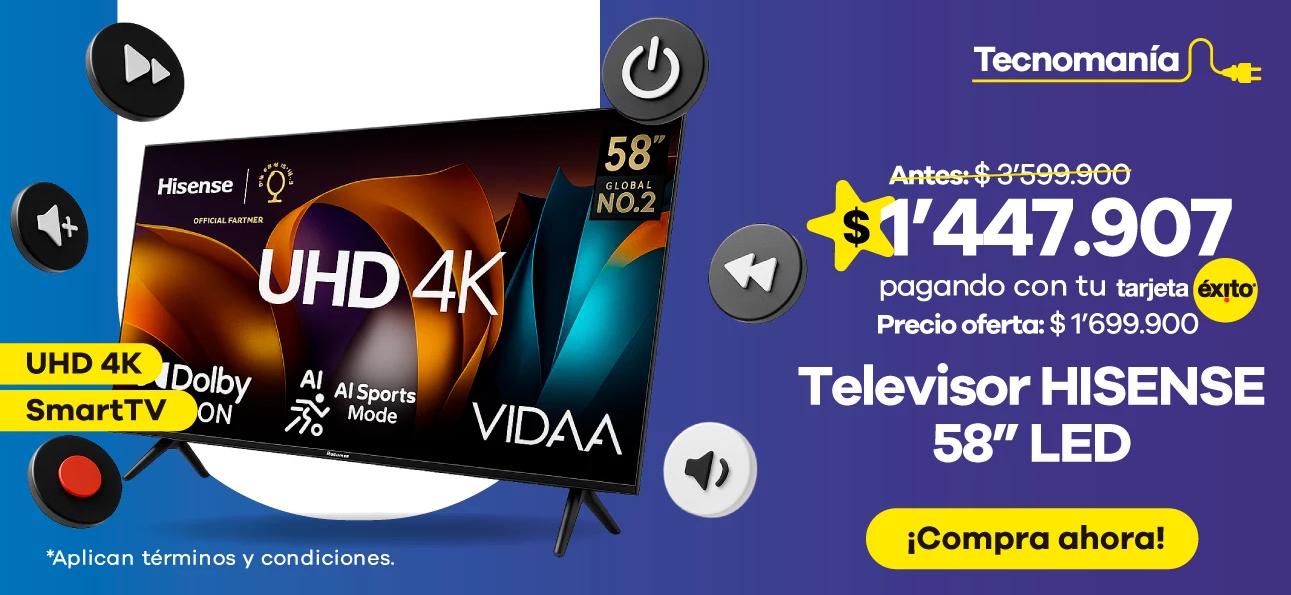 Tecnomanía
Antes: $ 3’599.900
$1’447.907
pagando con tu tarjeta éxito
Precio oferta: $ 1’699.900
Televisor HISENSE
58” LED
¡Compra ahora!
58”
GLOBAL
NO.2
Hisense
OFFICIAL PARTNER
UHD 4K
Dolby
ON
AI
AI Sports
Mode
VIDAA
Hisense
UHD 4K
SmartTV
*Aplican términos y condiciones.